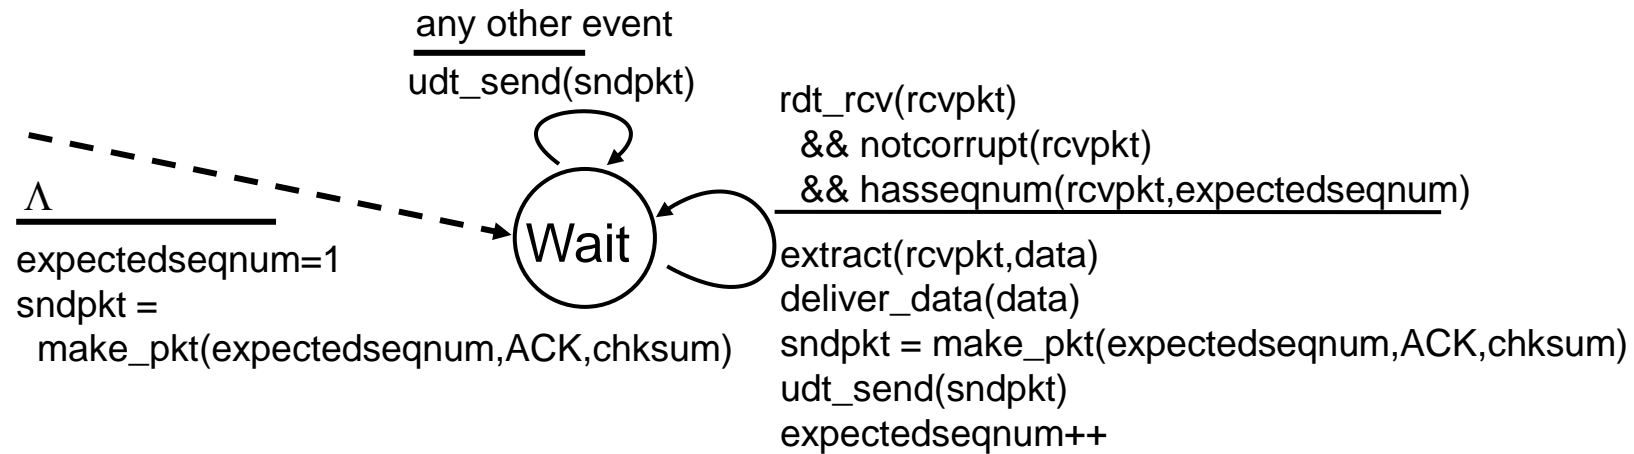 any other event
udt_send(sndpkt)
rdt_rcv(rcvpkt)
&& notcorrupt(rcvpkt)
&& hasseqnum(rcvpkt,expectedseqnum)
Λ
Wait
expectedseqnum=1
sndpkt =
make_pkt(expectedseqnum,ACK,chksum)
extract(rcvpkt,data)
deliver_data(data)
sndpkt = make_pkt(expectedseqnum,ACK,chksum)
udt_send(sndpkt)
expectedseqnum++